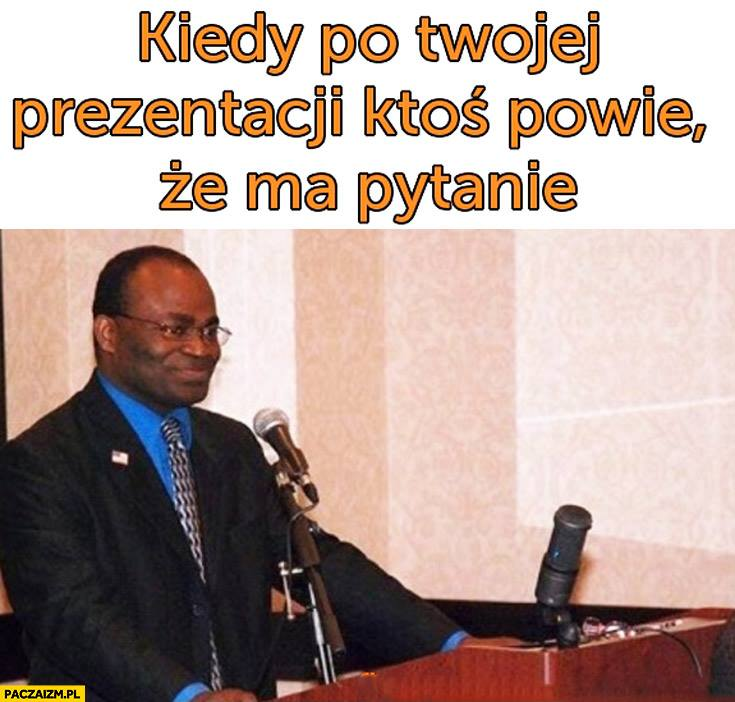 Kiedy po twojej
prezentacji ktoś powie,
że ma pytanie
PACZAIZM.PL